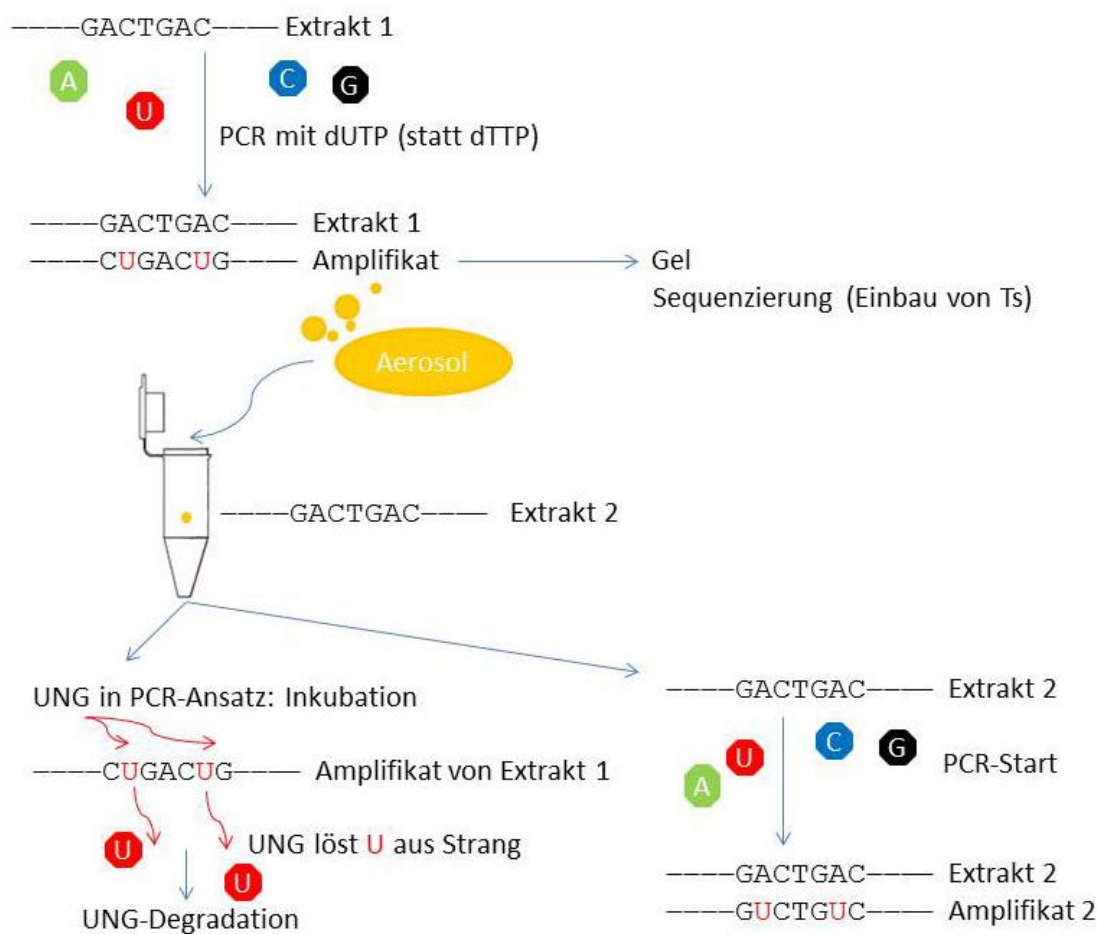 ----GACTGAC---- Extrakt 1
A
U
C
G
PCR mit dUTP (statt dTTP)
----GACTGAC---- Extrakt 1
----CUGACUG---- Amplifikat
Gel
Sequenzierung (Einbau von Ts)
Aerosol
----GACTGAC---- Extrakt 2
UNG in PCR-Ansatz: Inkubation
----CUGACUG---- Amplifikat von Extrakt 1
U
UNG löst U aus Strang
U
UNG-Degradation
----GACTGAC---- Extrakt 2
A
U
C
G
PCR-Start
----GACTGAC---- Extrakt 2
----GUCTGUC---- Amplifikat 2